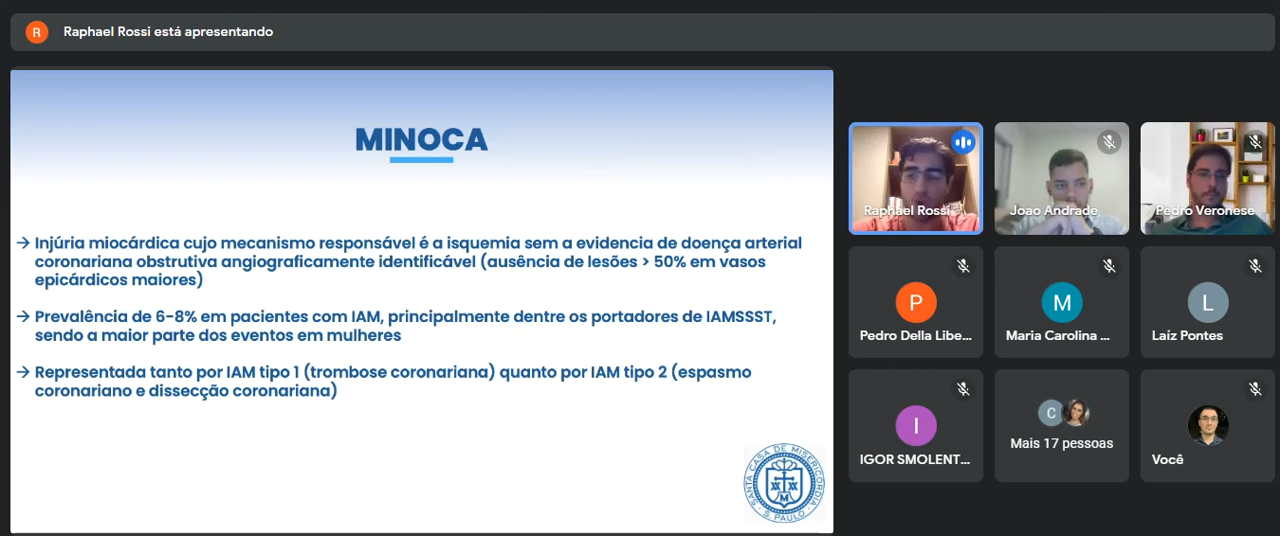 R
Raphael Rossi está apresentando
MINOCA
→ Injúria miocárdica cujo mecanismo responsável é a isquemia sem a evidencia de doença arterial
coronariana obstrutiva angiograficamente identificável (ausência de lesões > 50% em vasos
epicárdicos maiores)
→ Prevalência de 6-8% em pacientes com IAM, principalmente dentre os portadores de IAMSSST,
sendo a maior parte dos eventos em mulheres
→ Representada tanto por IAM tipo 1 (trombose coronariana) quanto por IAM tipo 2 (espasmo
coronariano e dissecção coronariana)
SANTA CASA DE MISERICORDIA
S. PAULO
M
Raphael Rossi
Joao Andrade
Pedro Veronese
P
Pedro Della Libe...
M
Maria Carolina ...
L
Laíz Pontes
I
IGOR SMOLENT...
C
Mais 17 pessoas
Você